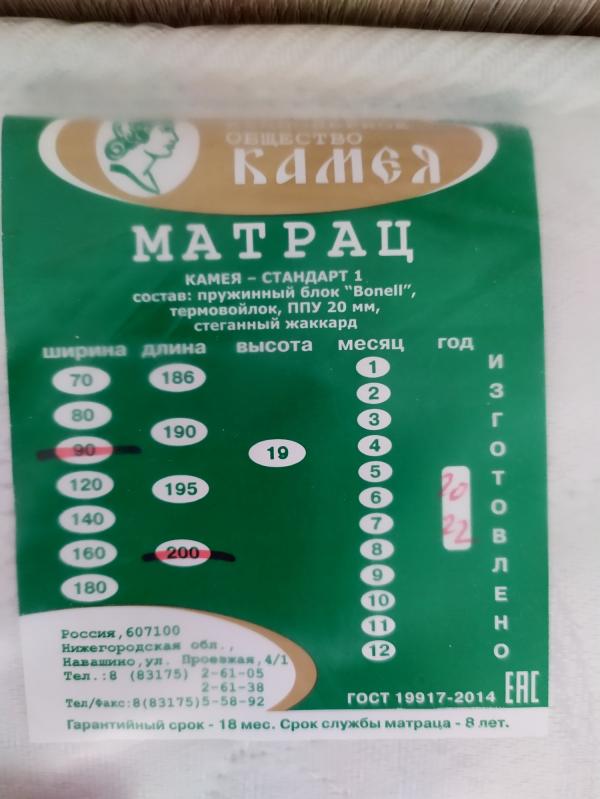 ОБЩЕСТВО
КАМЕЯ
МАТРАЦ
КАМЕЯ – СТАНДАРТ 1
состав: пружинный блок "Bonell",
термовойлок, ППУ 20 мм,
стеганный жаккард
ширина длина высота месяц год
70 186 1
80 190 2
90 19 3
120 195 4
140 200 5
160 6
180 7
8
9
10
11
12
20
22
ИЗГОТОВЛЕНО
Россия, 607100
Нижегородская обл.,
Навашино, ул. Проезжая, 4/1
Тел.:8 (83175) 2-61-05
2-61-38
Тел/Факс:8(83175)5-58-92
ГОСТ 19917-2014 EAC
Гарантийный срок - 18 мес. Срок службы матраца - 8 лет.